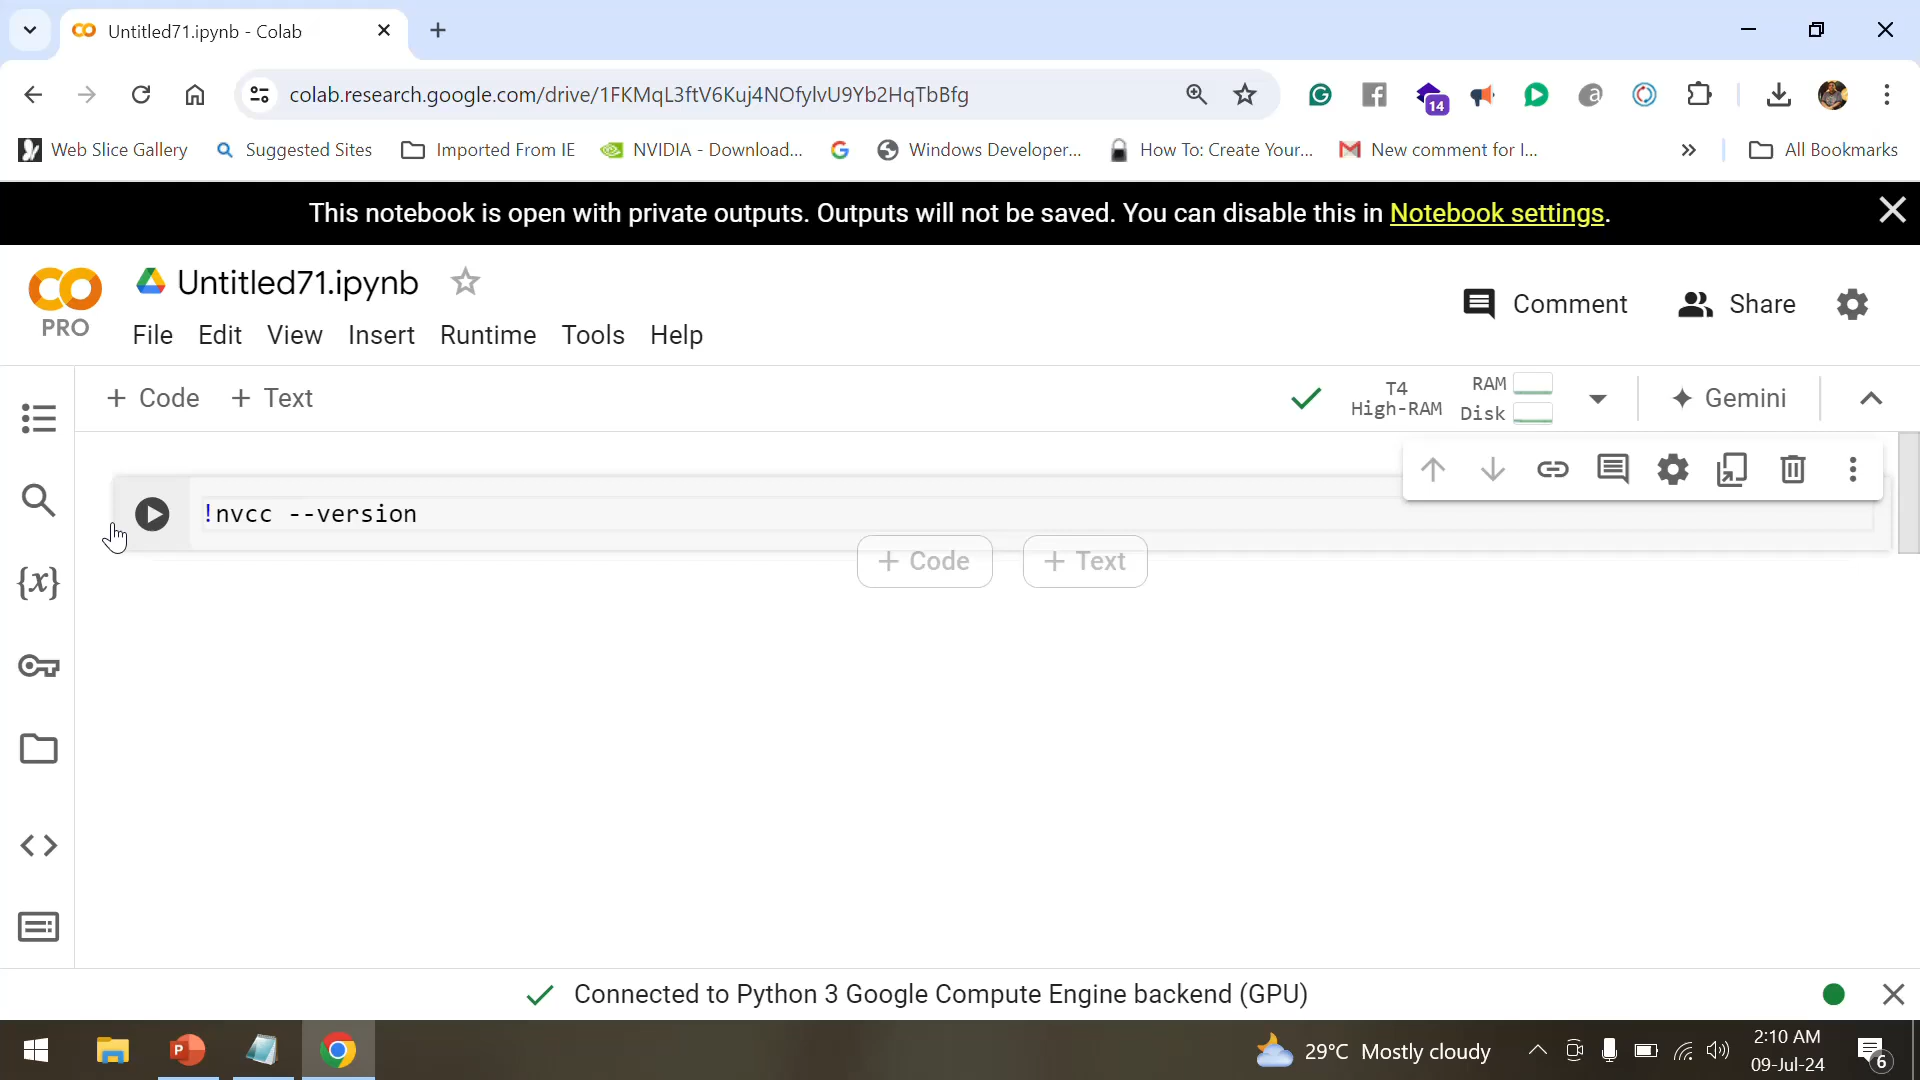 Untitled71.ipynb - Colab
colab.research.google.com/drive/1FKMqL3ftV6Kuj4NOfylvU9Yb2HqTbBfg
14
a
Web Slice Gallery
Suggested Sites
Imported From IE
NVIDIA - Download...
Windows Developer...
How To: Create Your...
New comment for I...
All Bookmarks
This notebook is open with private outputs. Outputs will not be saved. You can disable this in Notebook settings.
PRO
Untitled71.ipynb
File Edit View Insert Runtime Tools Help
Comment
Share
+ Code + Text
T4
High-RAM
RAM
Disk
Gemini
{x}
!nvcc --version
+ Code
+ Text
Connected to Python 3 Google Compute Engine backend (GPU)
P
29°C Mostly cloudy
2:10 AM
09-Jul-24
6